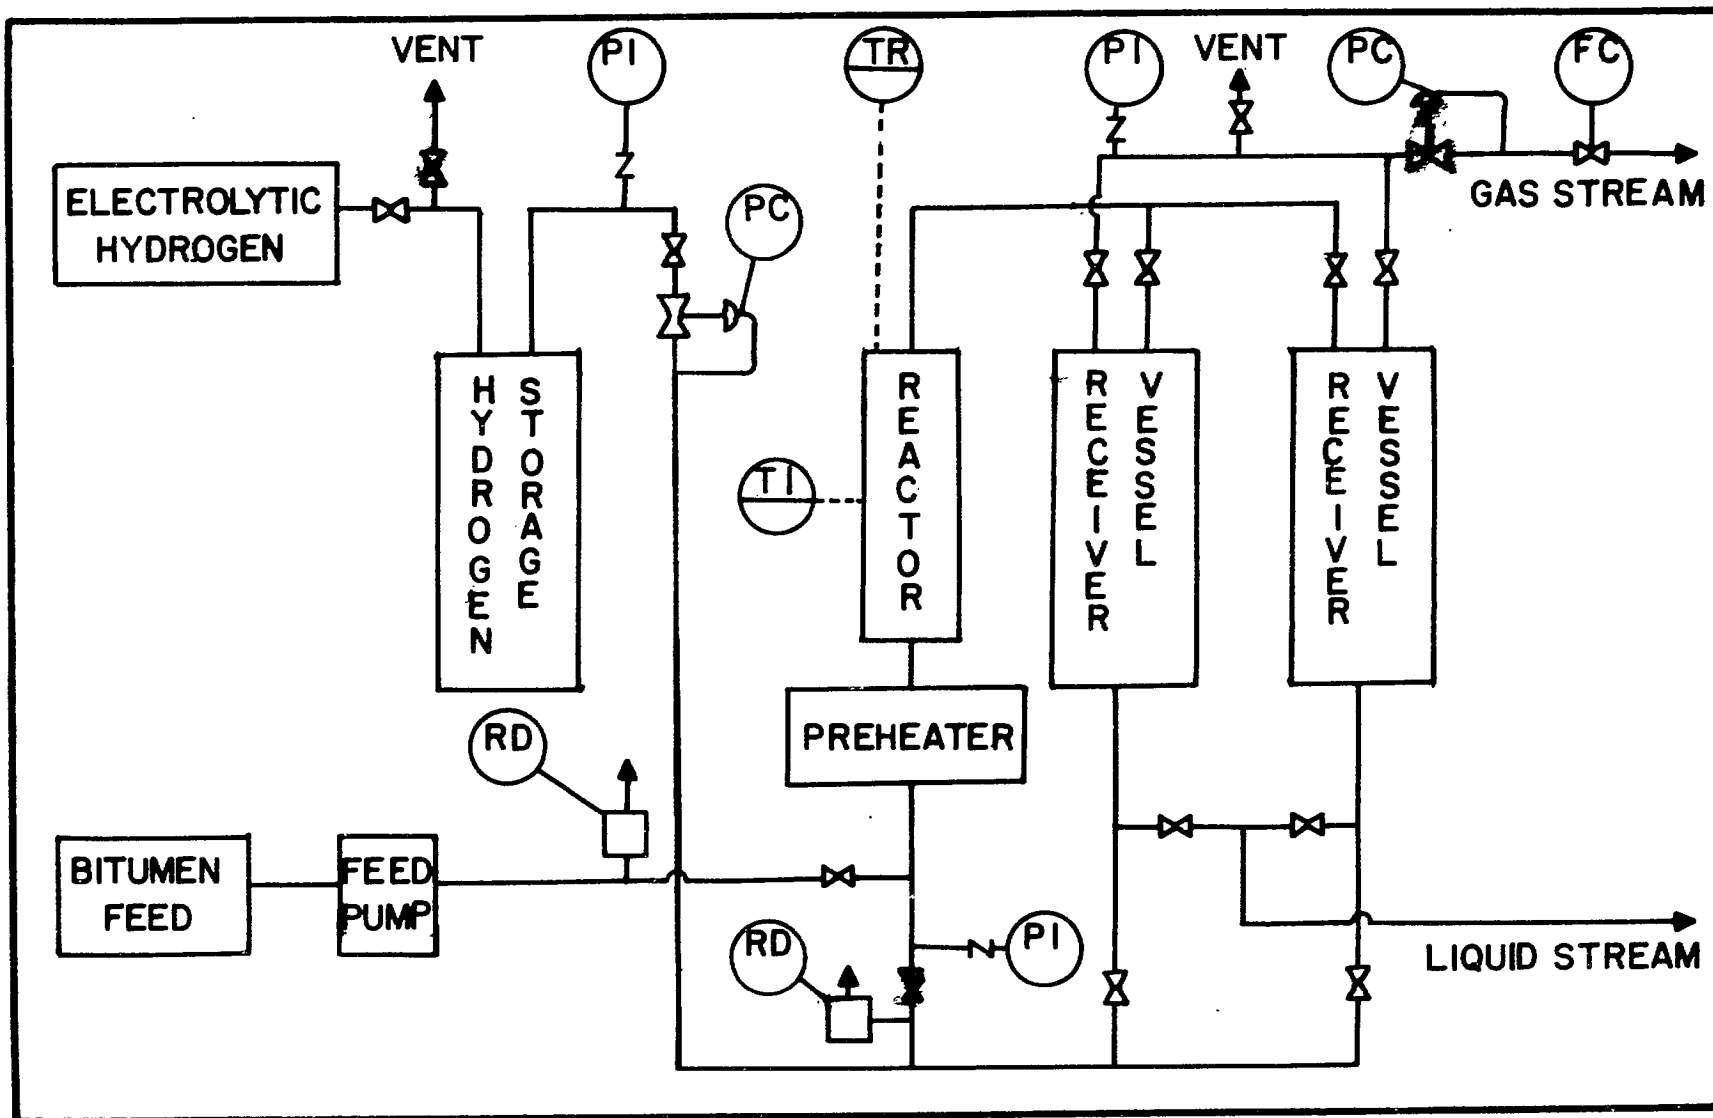 VENT
PI
TR
PI
VENT
PC
FC
ELECTROLYTIC
HYDROGEN
PC
GAS STREAM
HYDROGEN
STORAGE
REACTOR
RECEIVER
VESSEL
RECEIVER
VESSEL
TI
RD
PREHEATER
BITUMEN
FEED
FEED
PUMP
RD
PI
LIQUID STREAM